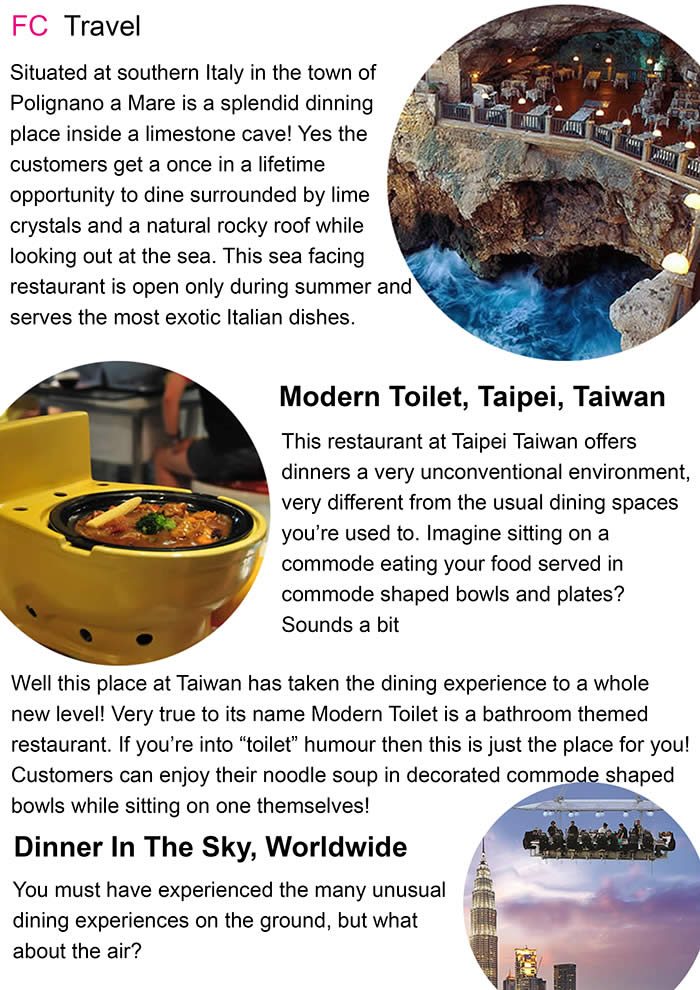 FC Travel
Situated at southern Italy in the town of
Polignano a Mare is a splendid dinning
place inside a limestone cave! Yes the
customers get a once in a lifetime
opportunity to dine surrounded by lime
crystals and a natural rocky roof while
looking out at the sea. This sea facing
restaurant is open only during summer and
serves the most exotic Italian dishes.
Modern Toilet, Taipei, Taiwan
This restaurant at Taipei Taiwan offers
dinners a very unconventional environment,
very different from the usual dining spaces
you’re used to. Imagine sitting on a
commode eating your food served in
commode shaped bowls and plates?
Sounds a bit
Well this place at Taiwan has taken the dining experience to a whole
new level! Very true to its name Modern Toilet is a bathroom themed
restaurant. If you’re into “toilet” humour then this is just the place for you!
Customers can enjoy their noodle soup in decorated commode shaped
bowls while sitting on one themselves!
Dinner In The Sky, Worldwide
You must have experienced the many unusual
dining experiences on the ground, but what
about the air?